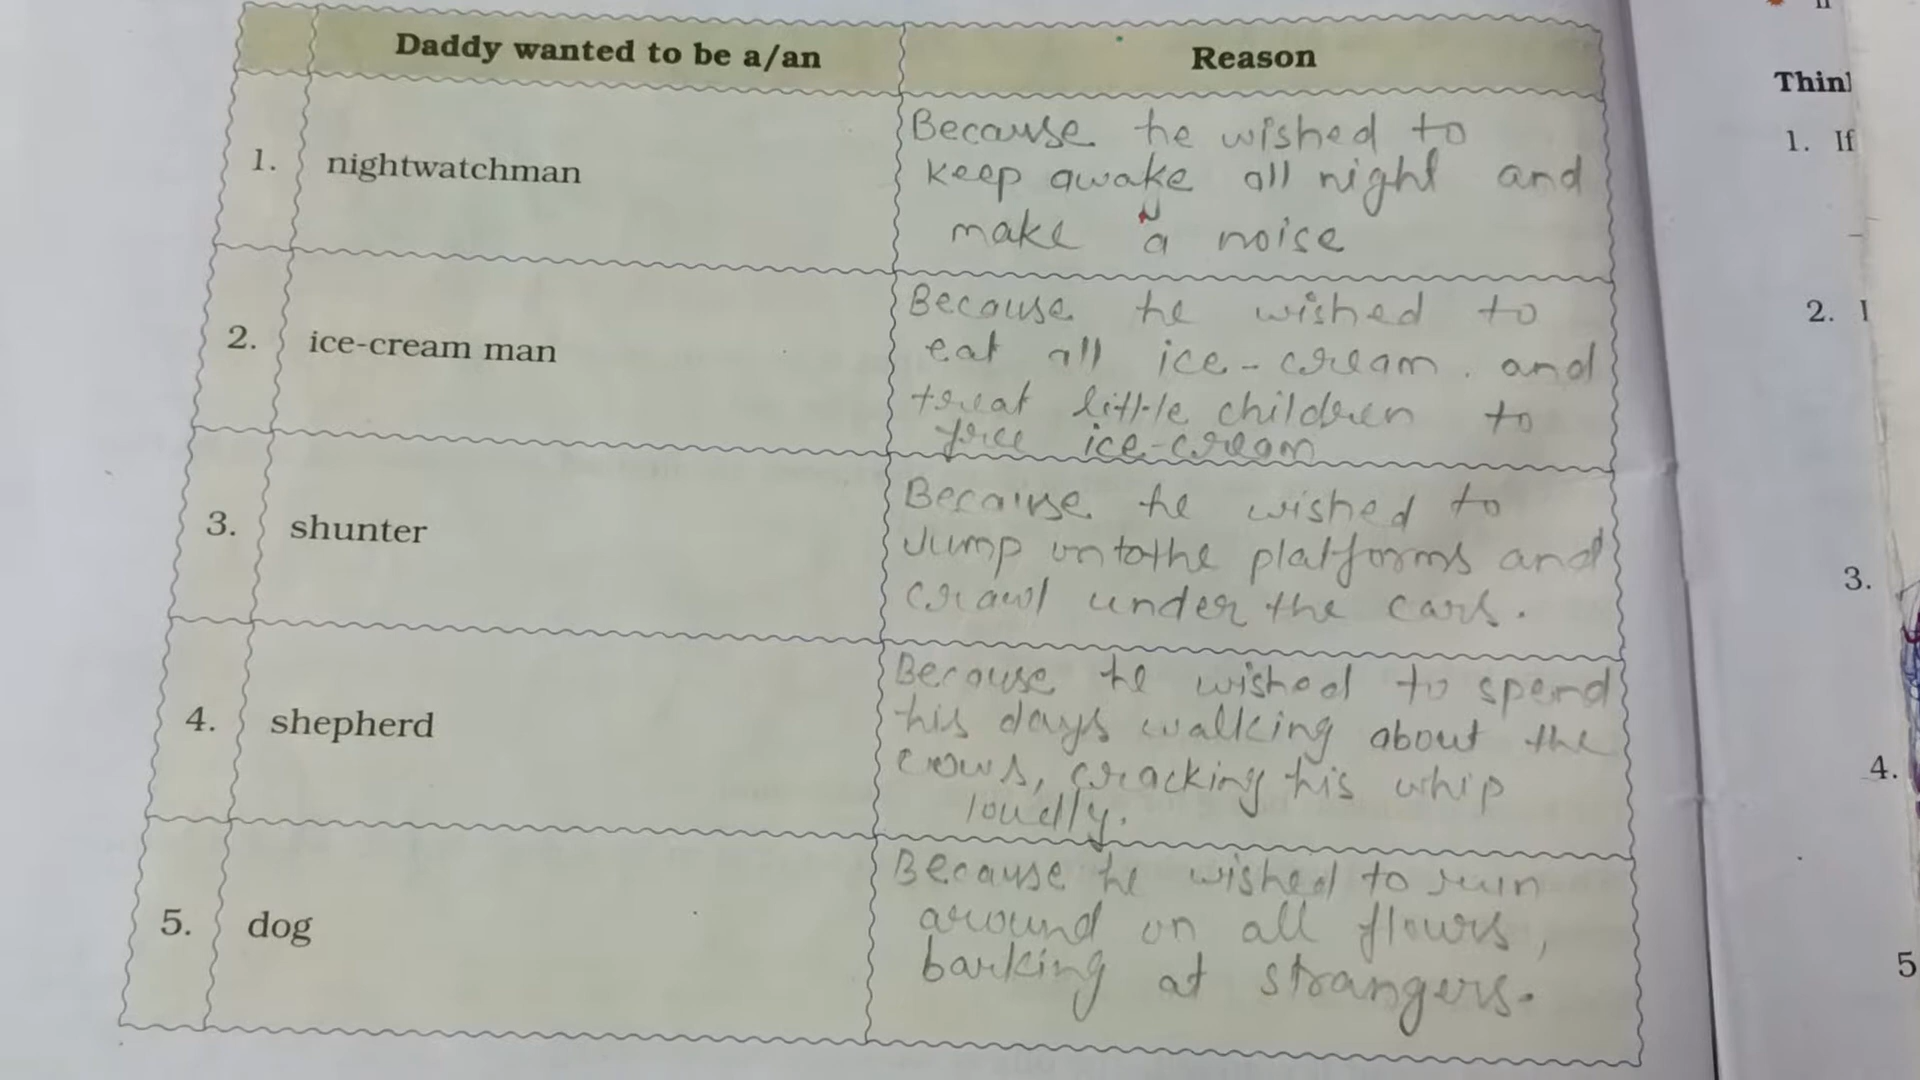 Daddy wanted to be a/an Reason
1. nightwatchman
Because he wished to
keep awake all night and
make a noise
2. ice-cream man
Because he wished to
eat all ice-cream. and
treat little children to
free ice-cream
3. shunter
Because he wished to
Jump on to the platforms and
crawl under the cars.
4. shepherd
Because he wished to spend
his days walking about the
cows, cracking his whip
loudly.
5. dog
Because he wished to run
around on all flours,
barking at strangers.
1. If
2.
3.
4.
5